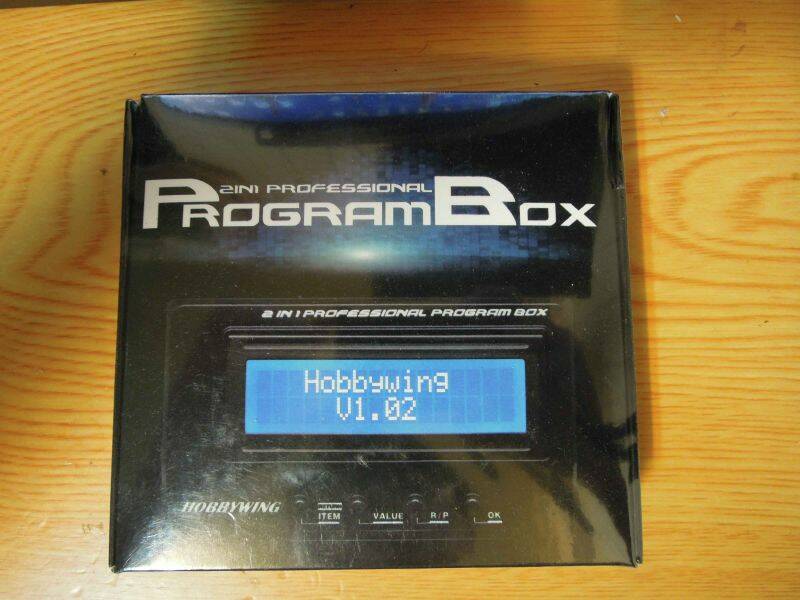 2IN1 PROFESSIONAL
PROGRAMBOX
2 IN 1 PROFESSIONAL PROGRAM BOX
Hobbywing
V1.02
HOBBYWING
ITEM VALUE R/P OK